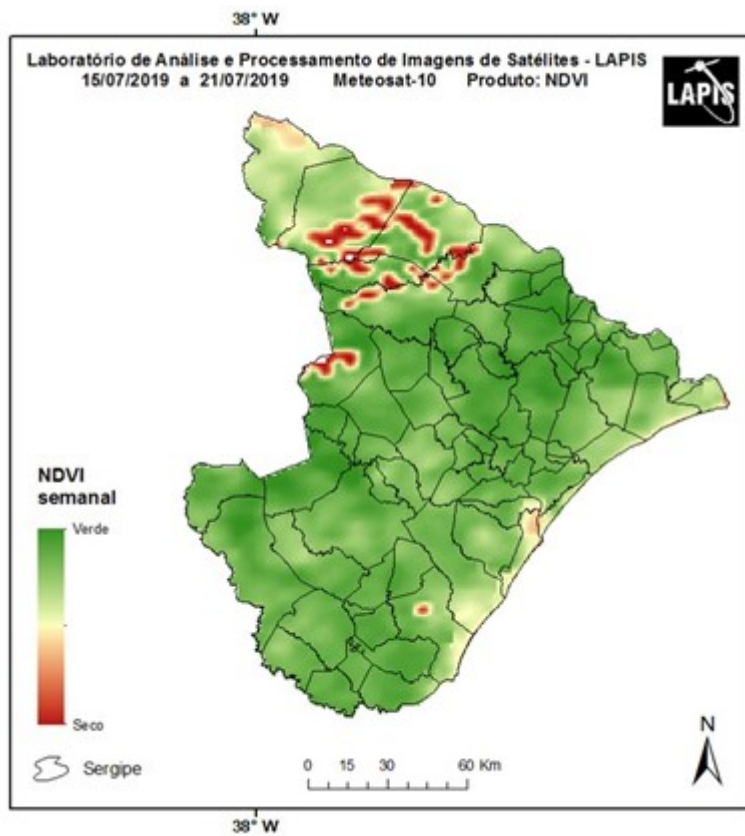 38° W
Laboratório de Análise e Processamento de Imagens de Satélites - LAPIS
15/07/2019 a 21/07/2019 Meteosat-10 Produto: NDVI
LAPIS
NDVI
semanal
Verde
Seco
Sergipe
0 15 30 60 Km
N
38° W